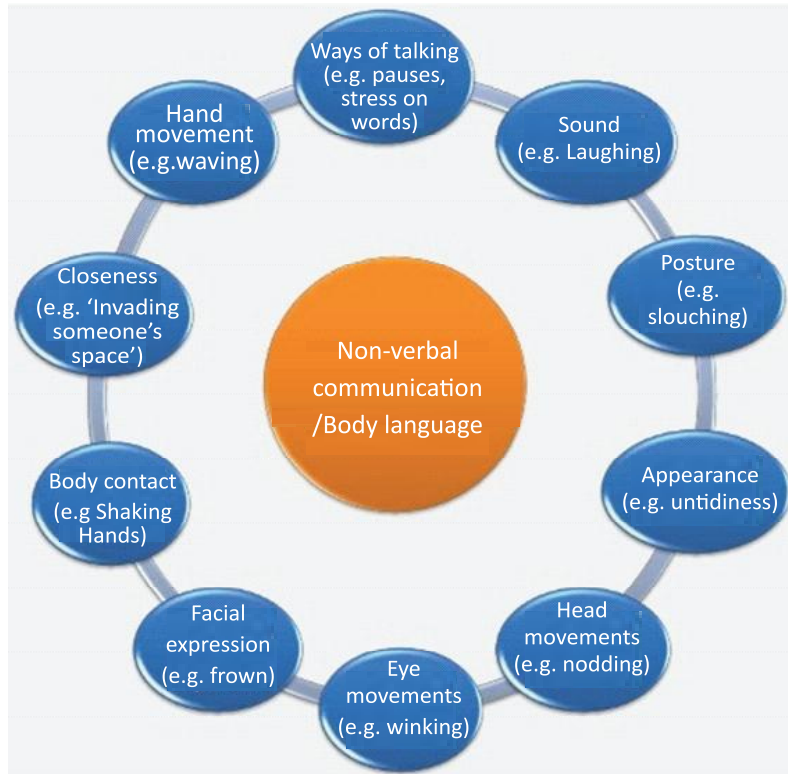 Ways of talking
(e.g. pauses,
stress on
words)
Sound
(e.g. Laughing)
Posture
(e.g.
slouching)
Appearance
(e.g. untidiness)
Head
movements
(e.g. nodding)
Eye
movements
(e.g. winking)
Facial
expression
(e.g. frown)
Body contact
(e.g Shaking
Hands)
Closeness
(e.g. ‘Invading
someone’s
space’)
Hand
movement
(e.g.waving)
Non-verbal
communication
/Body language